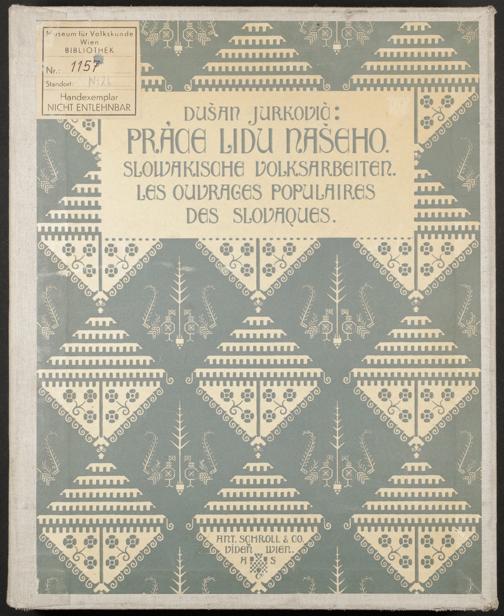 Museum für Volkskunde
Wien
BIBLIOTHEK
Nr.: 1157
Standort:
Handexemplar
NICHT ENTLEHNBAR
DUŠAN JURKOVIČ:
PRÁCE LIDU NAŠEHO.
SLOWAKISCHE VOLKSARBEITEN.
LES OUVRAGES POPULAIRES
DES SLOVAQUES.
ANT. SCHROLL & CO.
VÍDEŇ WIEN.
A S